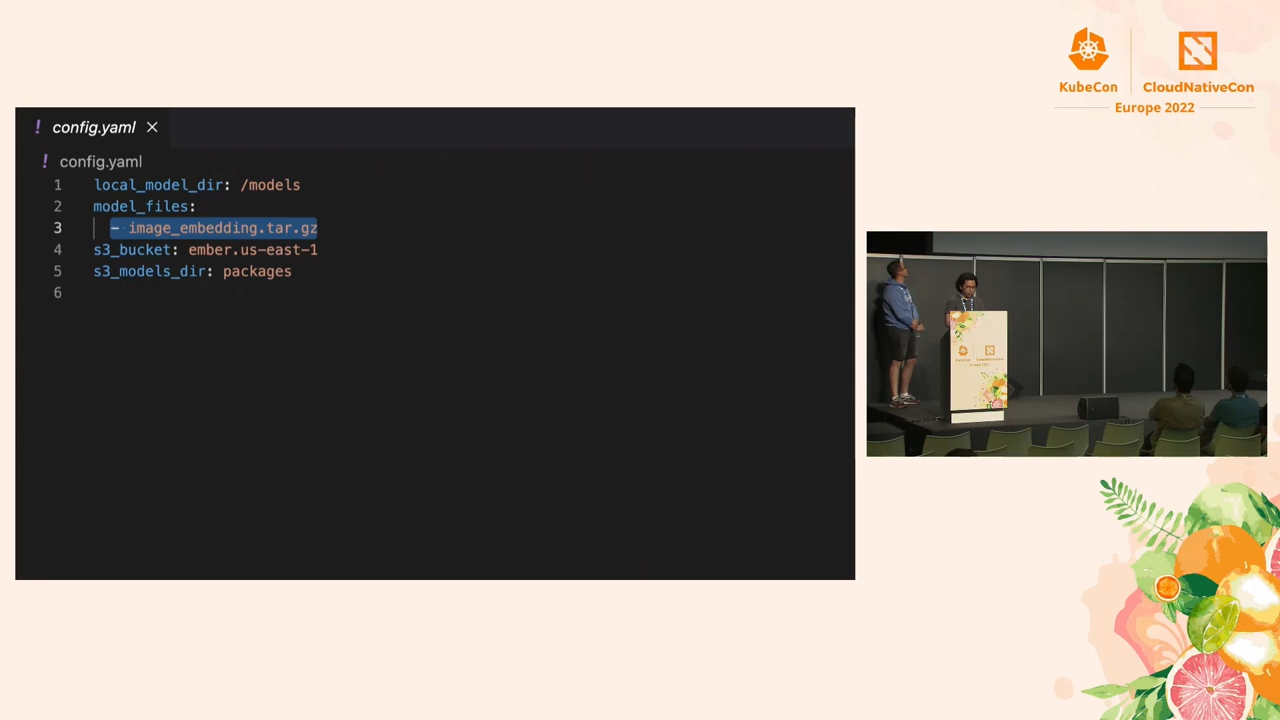 KubeCon
CloudNativeCon
Europe 2022
! config.yaml ×
! config.yaml
1 local_model_dir: /models
2 model_files:
3 - image_embedding.tar.gz
4 s3_bucket: ember.us-east-1
5 s3_models_dir: packages
6